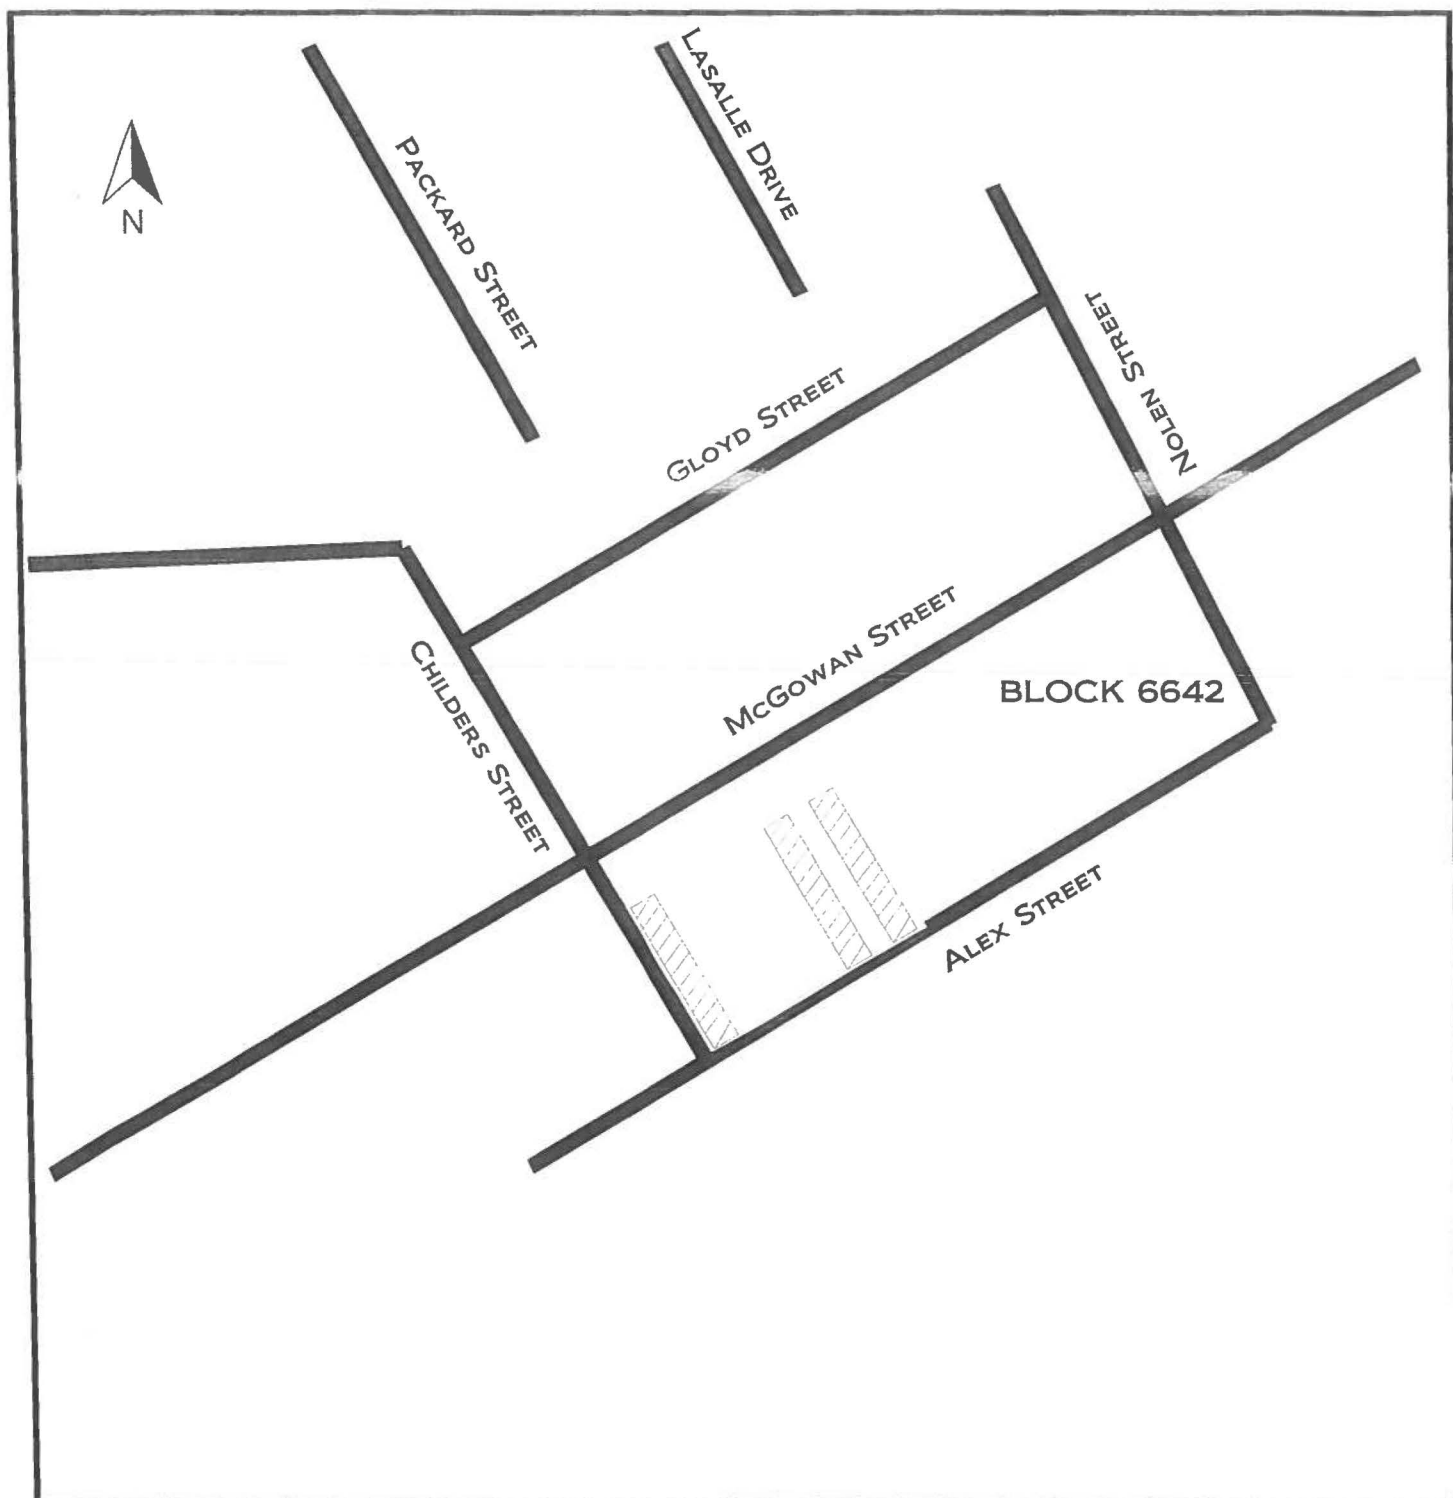 LASALLE DRIVE
PACKARD STREET
N
NOLEN STREET
GLOYD STREET
MCGOWAN STREET
CHILDERS STREET
BLOCK 6642
ALEX STREET